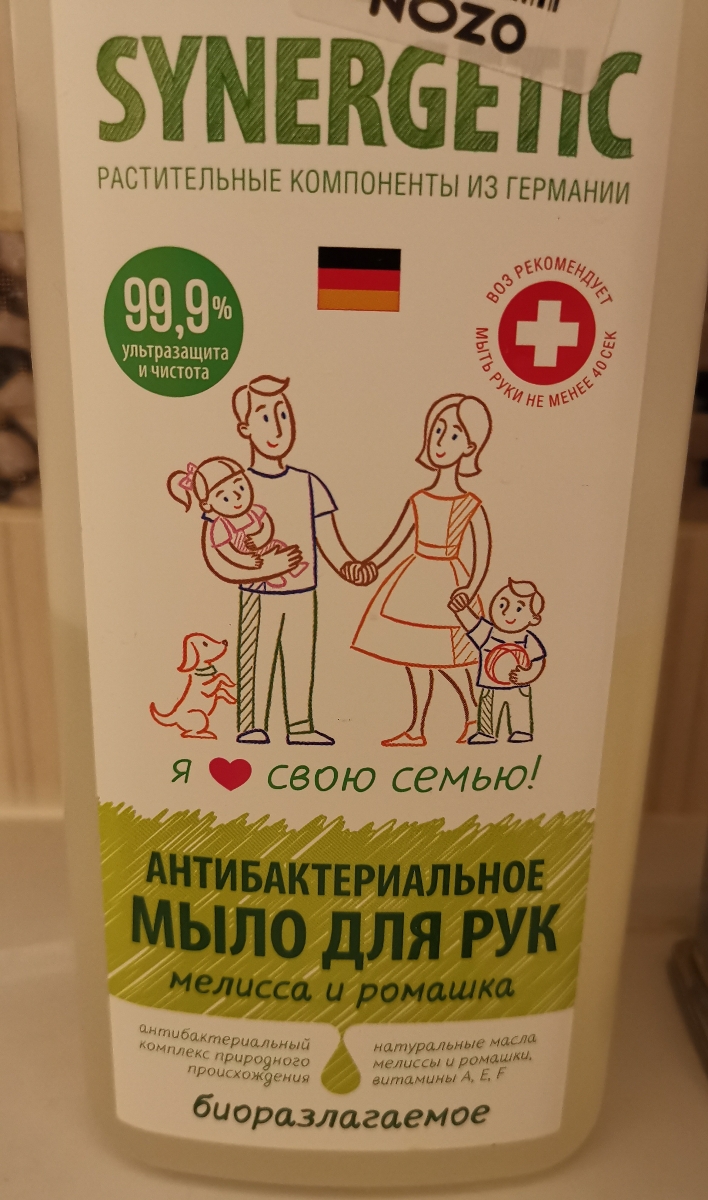 NOZO
SYNERGETIC
РАСТИТЕЛЬНЫЕ КОМПОНЕНТЫ ИЗ ГЕРМАНИИ
99,9%
ультразащита
и чистота
ВОЗ РЕКОМЕНДУЕТ
МЫТЬ РУКИ НЕ МЕНЕЕ 40 СЕК
Я свою семью!
АНТИБАКТЕРИАЛЬНОЕ
МЫЛО ДЛЯ РУК
мелисса и ромашка
антибактериальный
комплекс природного
происхождения
натуральные масла
мелиссы и ромашки,
витамины A, E, F
биоразлагаемое